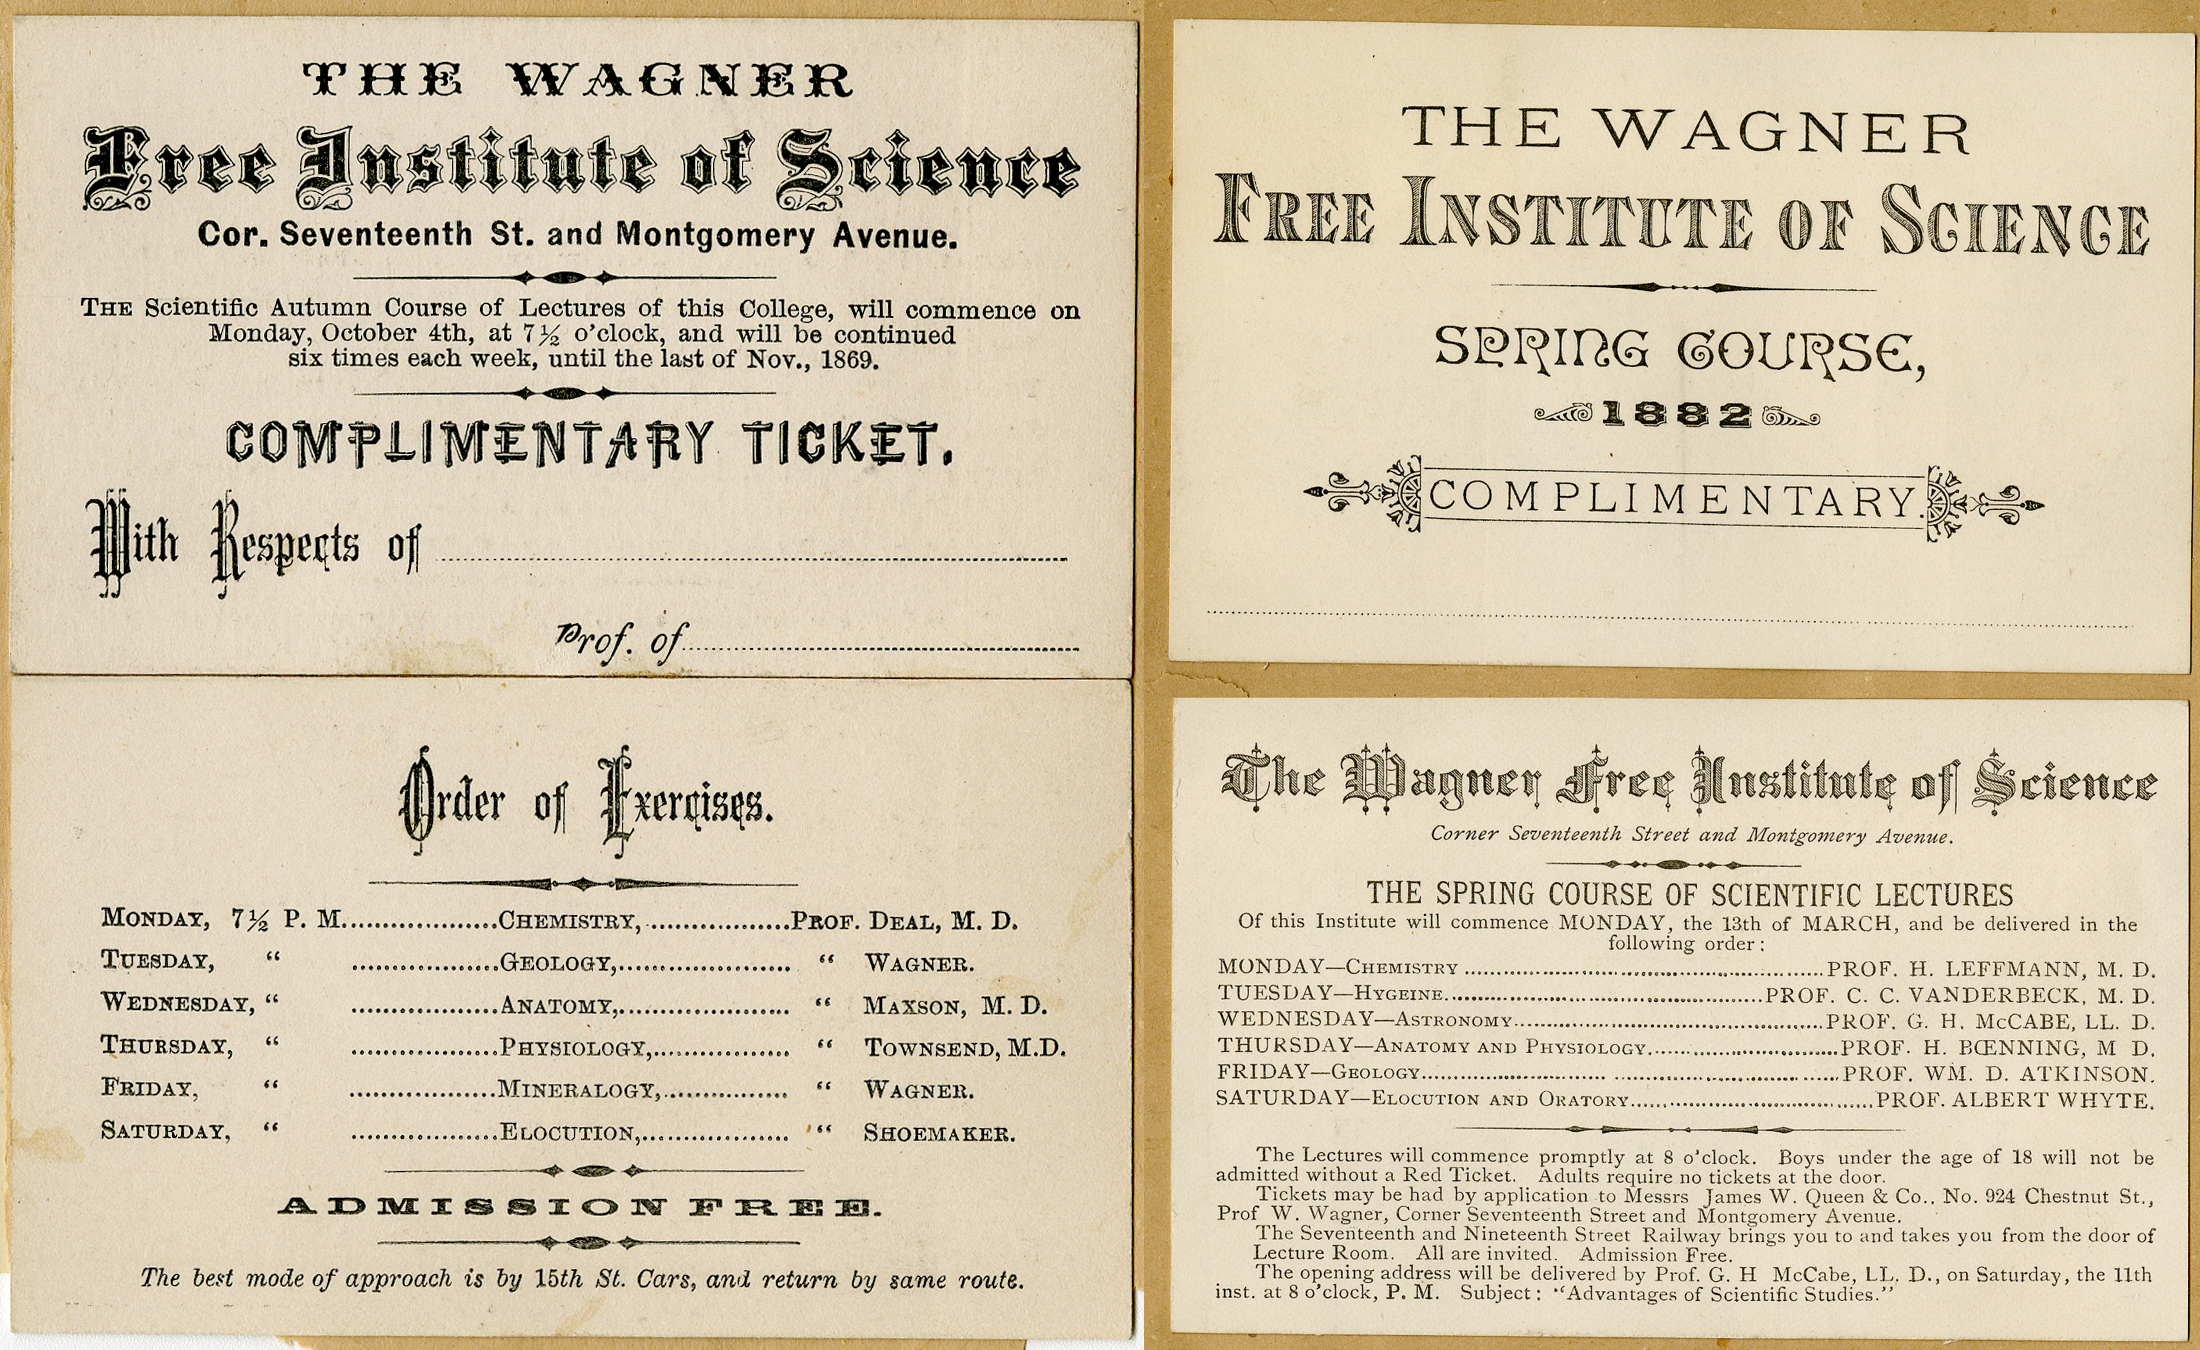 THE WAGNER
Free Institute of Science
Cor. Seventeenth St. and Montgomery Avenue.
THE Scientific Autumn Course of Lectures of this College, will commence on
Monday, October 4th, at 7½ o'clock, and will be continued
six times each week, until the last of Nov., 1869.
COMPLIMENTARY TICKET.
With Respects of
Prof. of
Order of Exercises.
MONDAY, 7½ P. M. CHEMISTRY, PROF. DEAL, M. D.
TUESDAY, “ GEOLOGY, “ WAGNER.
WEDNESDAY, “ ANATOMY, “ MAXSON, M. D.
THURSDAY, “ PHYSIOLOGY, “ TOWNSEND, M.D.
FRIDAY, “ MINERALOGY, “ WAGNER.
SATURDAY, “ ELOCUTION, “ SHOEMAKER.
ADMISSION FREE.
The best mode of approach is by 15th St. Cars, and return by same route.
THE WAGNER
FREE INSTITUTE OF SCIENCE
SPRING COURSE,
1882
COMPLIMENTARY.
The Wagner Free Institute of Science
Corner Seventeenth Street and Montgomery Avenue.
THE SPRING COURSE OF SCIENTIFIC LECTURES
Of this Institute will commence MONDAY, the 13th of MARCH, and be delivered in the
following order:
MONDAY—CHEMISTRY PROF. H. LEFFMANN, M. D.
TUESDAY—HYGEINE PROF. C. C. VANDERBECK, M. D.
WEDNESDAY—ASTRONOMY PROF. G. H. McCABE, LL. D.
THURSDAY—ANATOMY AND PHYSIOLOGY PROF. H. BŒNNING, M D.
FRIDAY—GEOLOGY PROF. WM. D. ATKINSON.
SATURDAY—ELOCUTION AND ORATORY PROF. ALBERT WHYTE.
The Lectures will commence promptly at 8 o'clock. Boys under the age of 18 will not be
admitted without a Red Ticket. Adults require no tickets at the door.
Tickets may be had by application to Messrs James W. Queen & Co., No. 924 Chestnut St.,
Prof W. Wagner, Corner Seventeenth Street and Montgomery Avenue.
The Seventeenth and Nineteenth Street Railway brings you to and takes you from the door of
Lecture Room. All are invited. Admission Free.
The opening address will be delivered by Prof. G. H McCabe, LL. D., on Saturday, the 11th
inst. at 8 o'clock, P. M. Subject: “Advantages of Scientific Studies.”